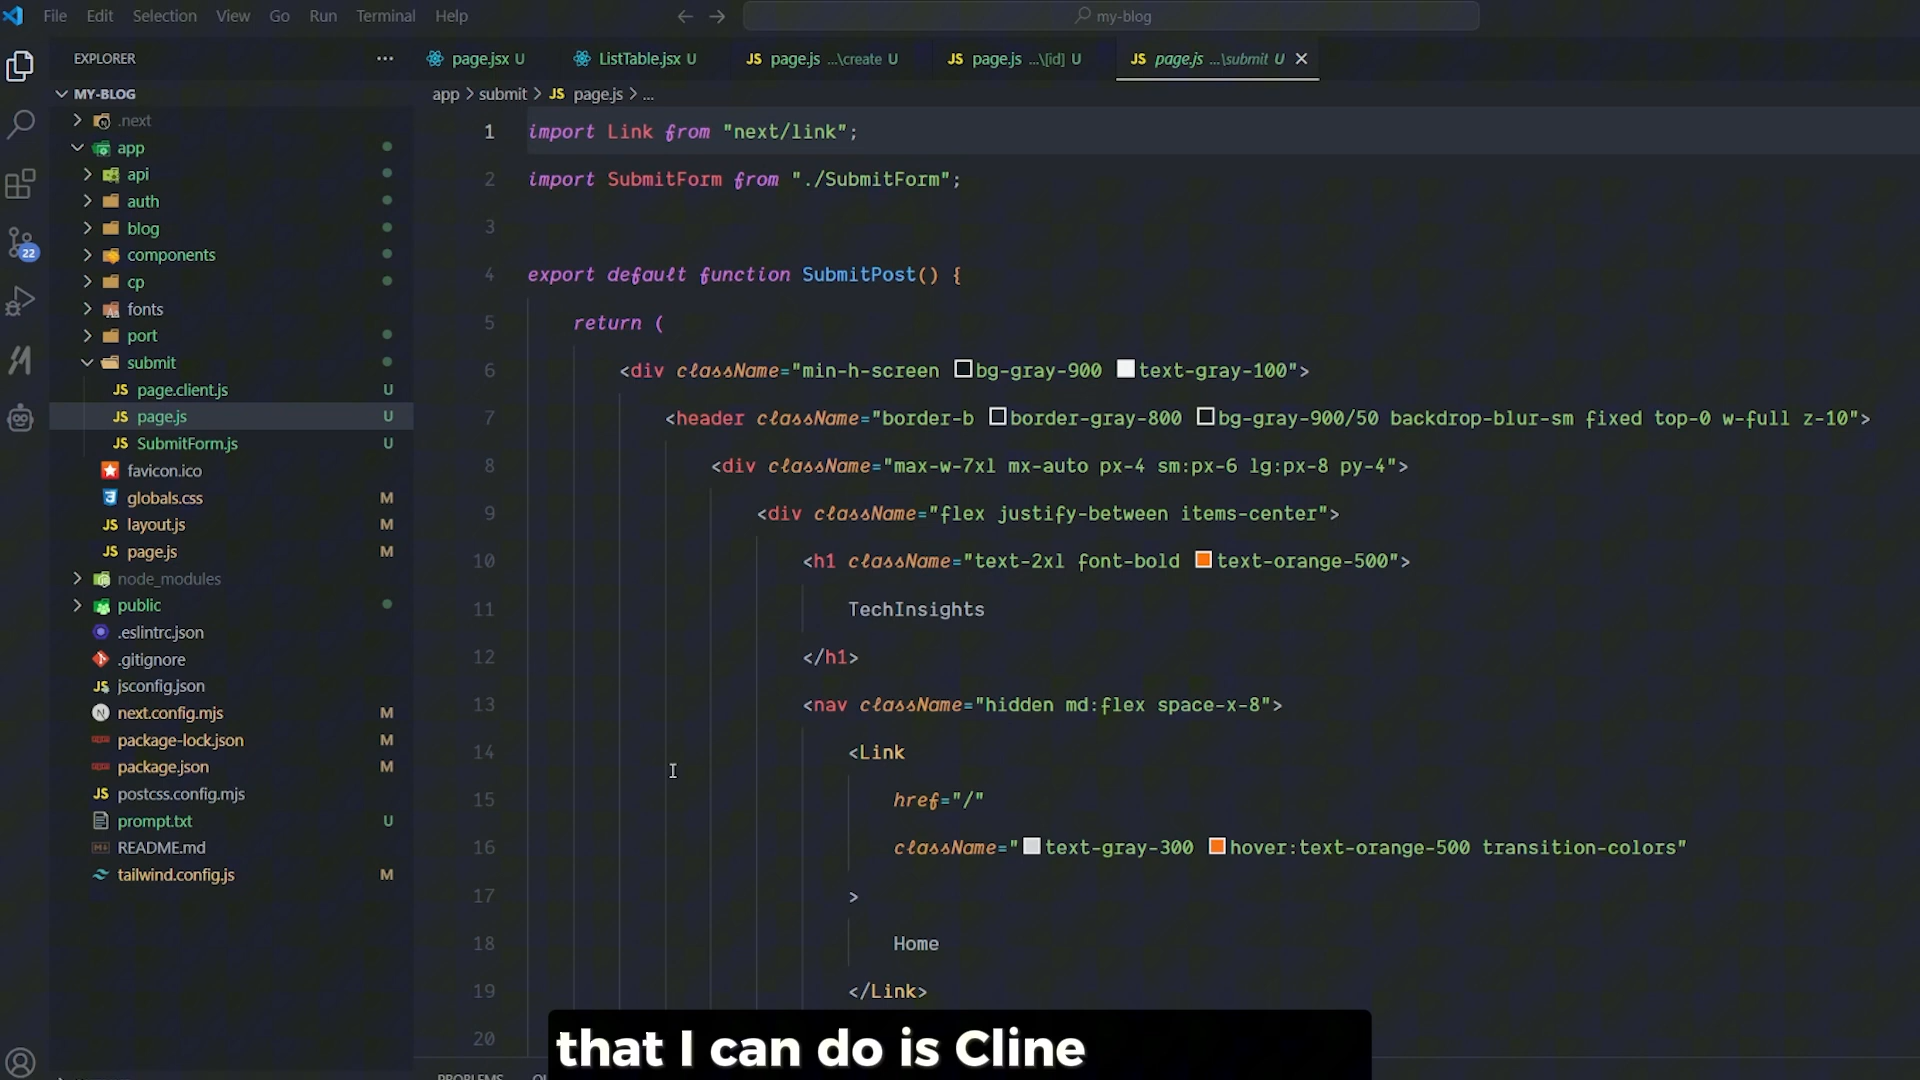 File Edit Selection View Go Run Terminal Help
my-blog
EXPLORER
page.jsx U
ListTable.jsx U
JS page.js ...\create U
JS page.js ...\[id] U
JS page.js ...\submit U
app > submit > JS page.js > ...
MY-BLOG
.next
app
api
auth
blog
22
components
cp
fonts
port
submit
JS page.client.js U
JS page.js U
JS SubmitForm.js U
favicon.ico
globals.css M
JS layout.js M
JS page.js M
node_modules
public
.eslintrc.json
.gitignore
JS jsconfig.json
next.config.mjs M
package-lock.json M
package.json M
JS postcss.config.mjs
prompt.txt U
README.md
tailwind.config.js M
1 import Link from "next/link";
2 import SubmitForm from "./SubmitForm";
3
4 export default function SubmitPost() {
5 return (
6 <div className="min-h-screen bg-gray-900 text-gray-100">
7 <header className="border-b border-gray-800 bg-gray-900/50 backdrop-blur-sm fixed top-0 w-full z-10">
8 <div className="max-w-7xl mx-auto px-4 sm:px-6 lg:px-8 py-4">
9 <div className="flex justify-between items-center">
10 <h1 className="text-2xl font-bold text-orange-500">
11 TechInsights
12 </h1>
13 <nav className="hidden md:flex space-x-8">
14 <Link
15 href="/"
16 className="text-gray-300 hover:text-orange-500 transition-colors"
17 >
18 Home
19 </Link>
20
that I can do is Cline